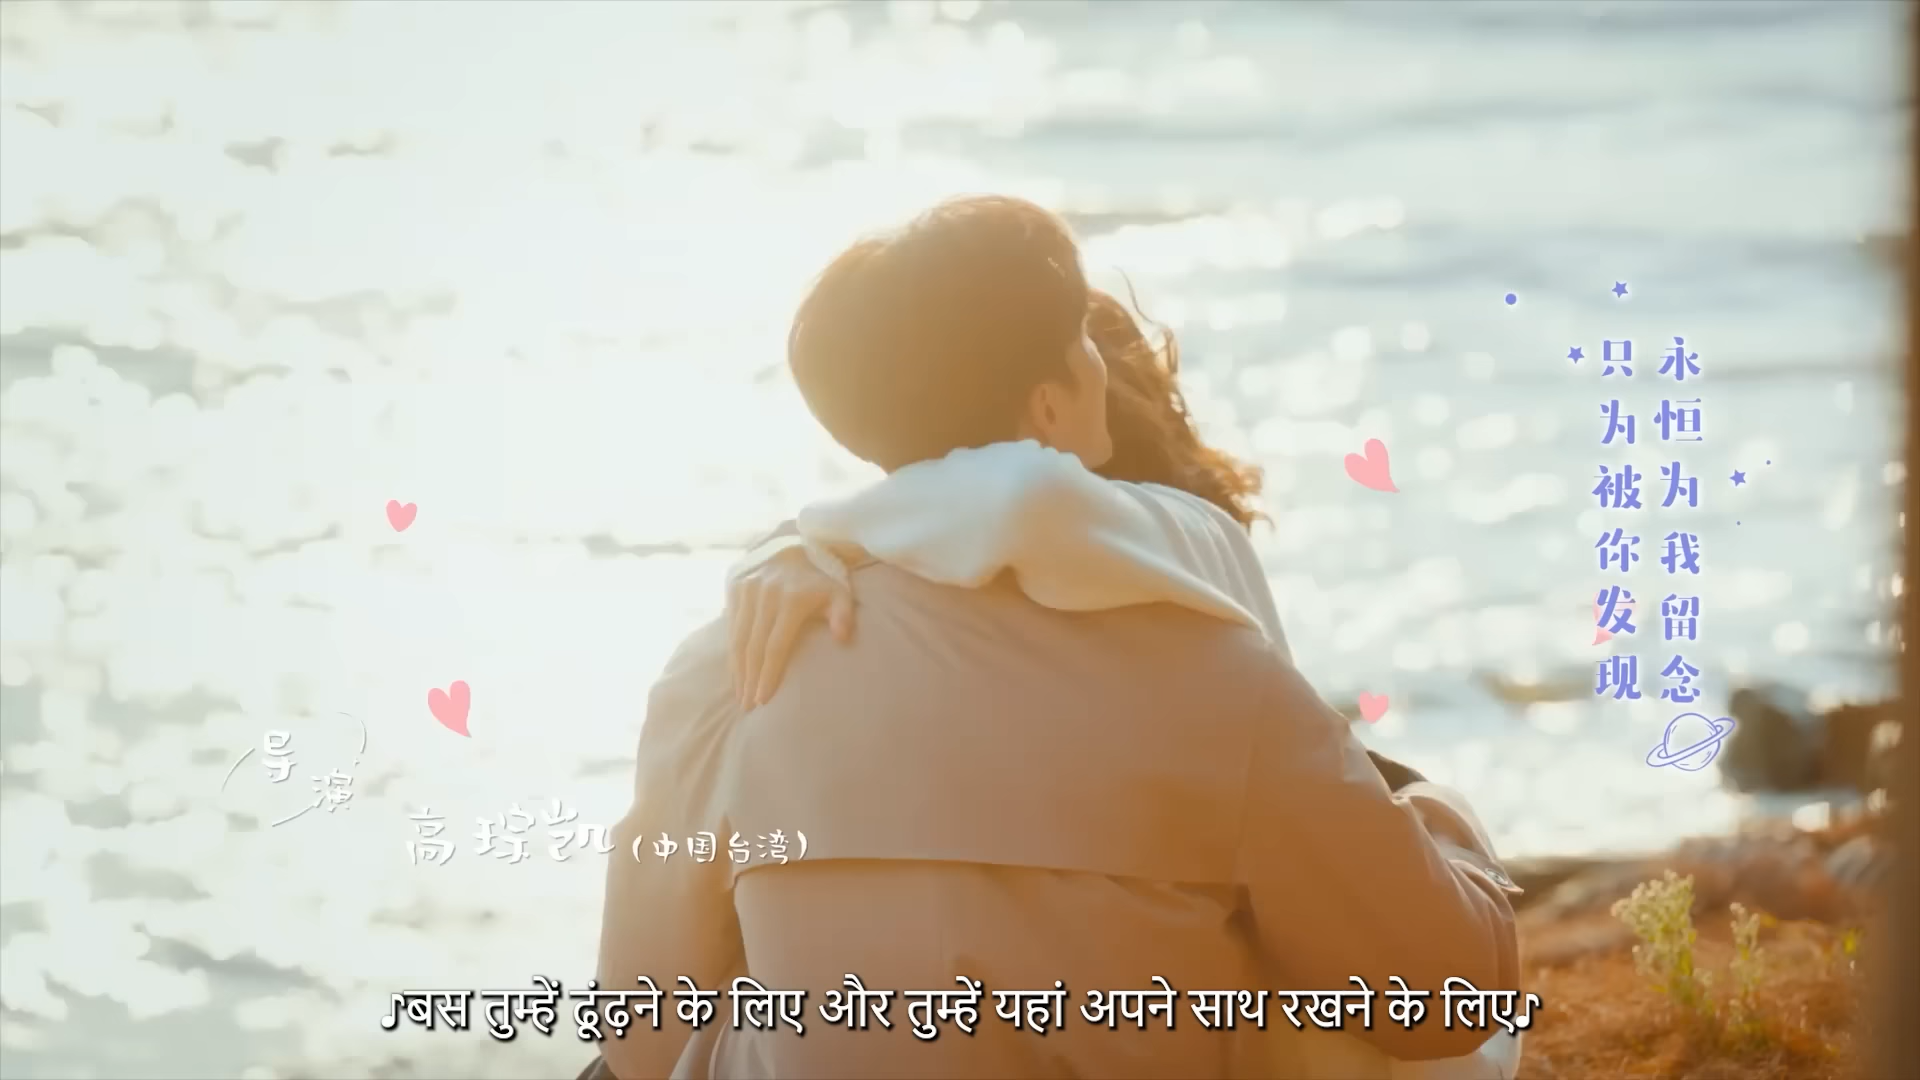 永恒为我留念
只为被你发现
导演
高琮凯（中国台湾）
♪बस तुम्हें ढूंढ़ने के लिए और तुम्हें यहां अपने साथ रखने के लिए♪